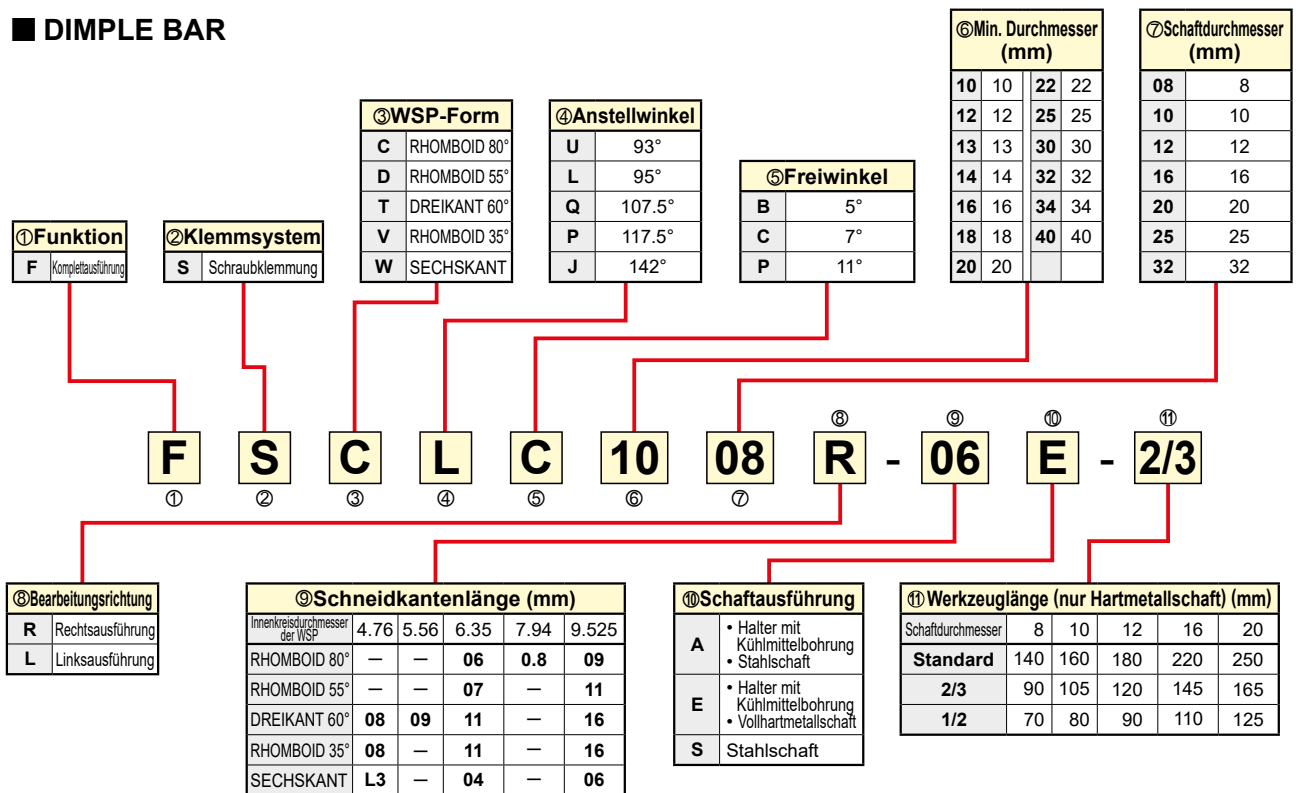 ■ DIMPLE BAR
①Funktion
F Komplettausführung
②Klemmsystem
S Schraubklemmung
③WSP-Form
C RHOMBOID 80°
D RHOMBOID 55°
T DREIKANT 60°
V RHOMBOID 35°
W SECHSKANT
④Anstellwinkel
U 93°
L 95°
Q 107.5°
P 117.5°
J 142°
⑤Freiwinkel
B 5°
C 7°
P 11°
⑥Min. Durchmesser
(mm)
10 10 22 22
12 12 25 25
13 13 30 30
14 14 32 32
16 16 34 34
18 18 40 40
20 20
⑦Schaftdurchmesser
(mm)
08 8
10 10
12 12
16 16
20 20
25 25
32 32
⑧ ⑨ ⑩ ⑪
F S C L C 10 08 R - 06 E - 2/3
① ② ③ ④ ⑤ ⑥ ⑦
⑧Bearbeitungsrichtung
R Rechtsausführung
L Linksausführung
⑨Schneidkantenlänge (mm)
Innenkreisdurchmesser
der WSP 4.76 5.56 6.35 7.94 9.525
RHOMBOID 80° — — 06 0.8 09
RHOMBOID 55° — — 07 — 11
DREIKANT 60° 08 09 11 — 16
RHOMBOID 35° 08 — 11 — 16
SECHSKANT L3 — 04 — 06
⑩Schaftausführung
A • Halter mit
Kühlmittelbohrung
• Stahlschaft
E • Halter mit
Kühlmittelbohrung
• Vollhartmetallschaft
S Stahlschaft
⑪ Werkzeuglänge (nur Hartmetallschaft) (mm)
Schaftdurchmesser 8 10 12 16 20
Standard 140 160 180 220 250
2/3 90 105 120 145 165
1/2 70 80 90 110 125